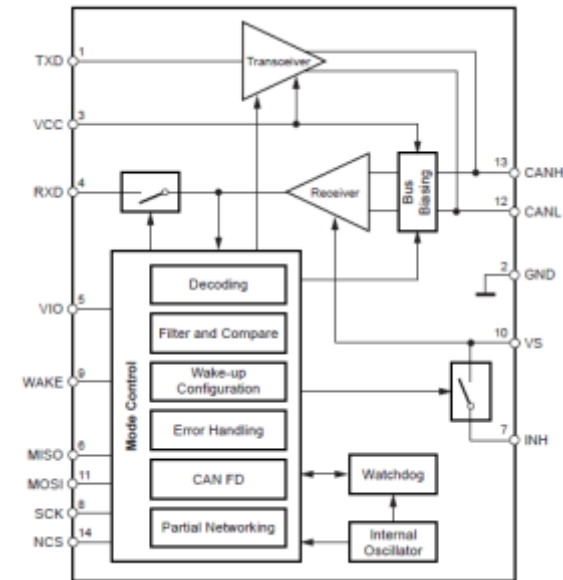 TXD 1
Transceiver
VCC 3
RXD 4
Receiver
Bus
Biasing
13 CANH
12 CANL
2 GND
Mode Control
Decoding
VIO 5
Filter and Compare
10 VS
WAKE 9
Wake-up
Configuration
Error Handling
7 INH
MISO 6
MOSI 11
CAN FD
Watchdog
SCK 8
NCS 14
Partial Networking
Internal
Oscillator